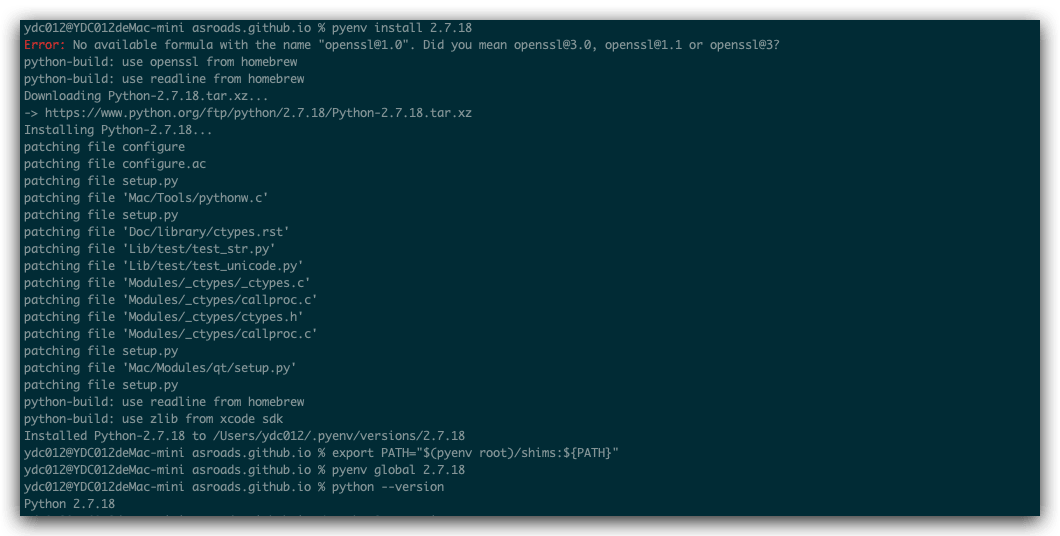 ydc012@YDC012deMac-mini asroads.github.io % pyenv install 2.7.18
Error: No available formula with the name "openssl@1.0". Did you mean openssl@3.0, openssl@1.1 or openssl@3?
python-build: use openssl from homebrew
python-build: use readline from homebrew
Downloading Python-2.7.18.tar.xz...
-> https://www.python.org/ftp/python/2.7.18/Python-2.7.18.tar.xz
Installing Python-2.7.18...
patching file configure
patching file configure.ac
patching file setup.py
patching file 'Mac/Tools/pythonw.c'
patching file setup.py
patching file 'Doc/library/ctypes.rst'
patching file 'Lib/test/test_str.py'
patching file 'Lib/test/test_unicode.py'
patching file 'Modules/_ctypes/_ctypes.c'
patching file 'Modules/_ctypes/callproc.c'
patching file 'Modules/_ctypes/ctypes.h'
patching file 'Modules/_ctypes/callproc.c'
patching file setup.py
patching file 'Mac/Modules/qt/setup.py'
patching file setup.py
python-build: use readline from homebrew
python-build: use zlib from xcode sdk
Installed Python-2.7.18 to /Users/ydc012/.pyenv/versions/2.7.18
ydc012@YDC012deMac-mini asroads.github.io % export PATH="$(pyenv root)/shims:${PATH}"
ydc012@YDC012deMac-mini asroads.github.io % pyenv global 2.7.18
ydc012@YDC012deMac-mini asroads.github.io % python --version
Python 2.7.18